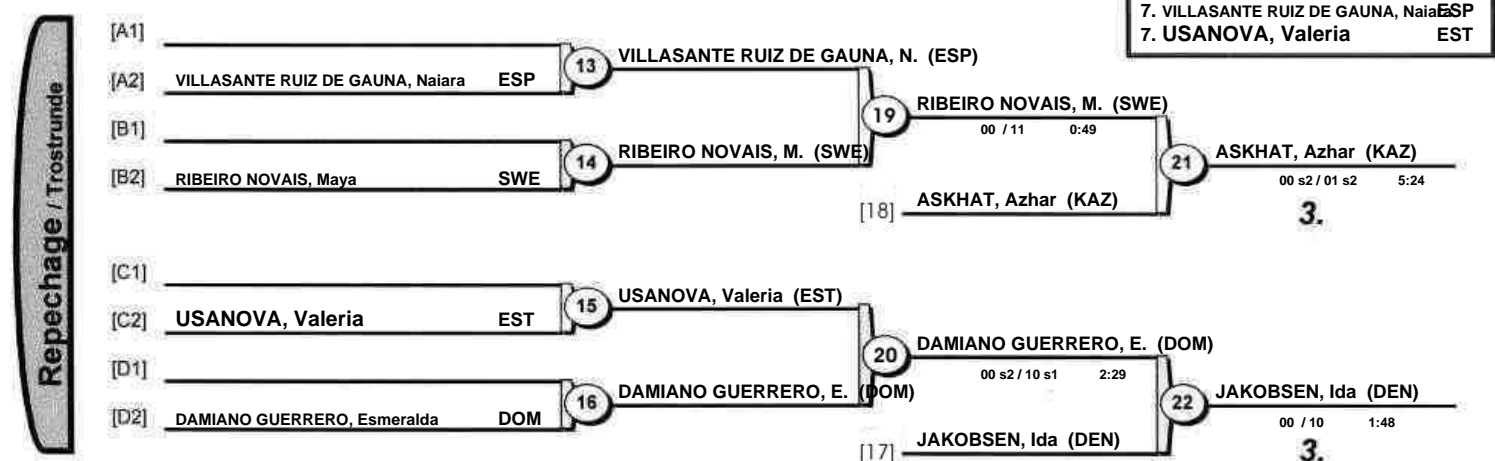 7. VILLASANTE RUIZ DE GAUNA, Naiara ESP
7. USANOVA, Valeria EST
Repechage / Trostrunde
[A1]
[A2] VILLASANTE RUIZ DE GAUNA, Naiara ESP
13 VILLASANTE RUIZ DE GAUNA, N. (ESP)
[B1]
[B2] RIBEIRO NOVAIS, Maya SWE
14 RIBEIRO NOVAIS, M. (SWE)
19 RIBEIRO NOVAIS, M. (SWE)
00 / 11 0:49
[18] ASKHAT, Azhar (KAZ)
21 ASKHAT, Azhar (KAZ)
00 s2 / 01 s2 5:24
3.
[C1]
[C2] USANOVA, Valeria EST
15 USANOVA, Valeria (EST)
[D1]
[D2] DAMIANO GUERRERO, Esmeralda DOM
16 DAMIANO GUERRERO, E. (DOM)
20 DAMIANO GUERRERO, E. (DOM)
00 s2 / 10 s1 2:29
[17] JAKOBSEN, Ida (DEN)
22 JAKOBSEN, Ida (DEN)
00 / 10 1:48
3.